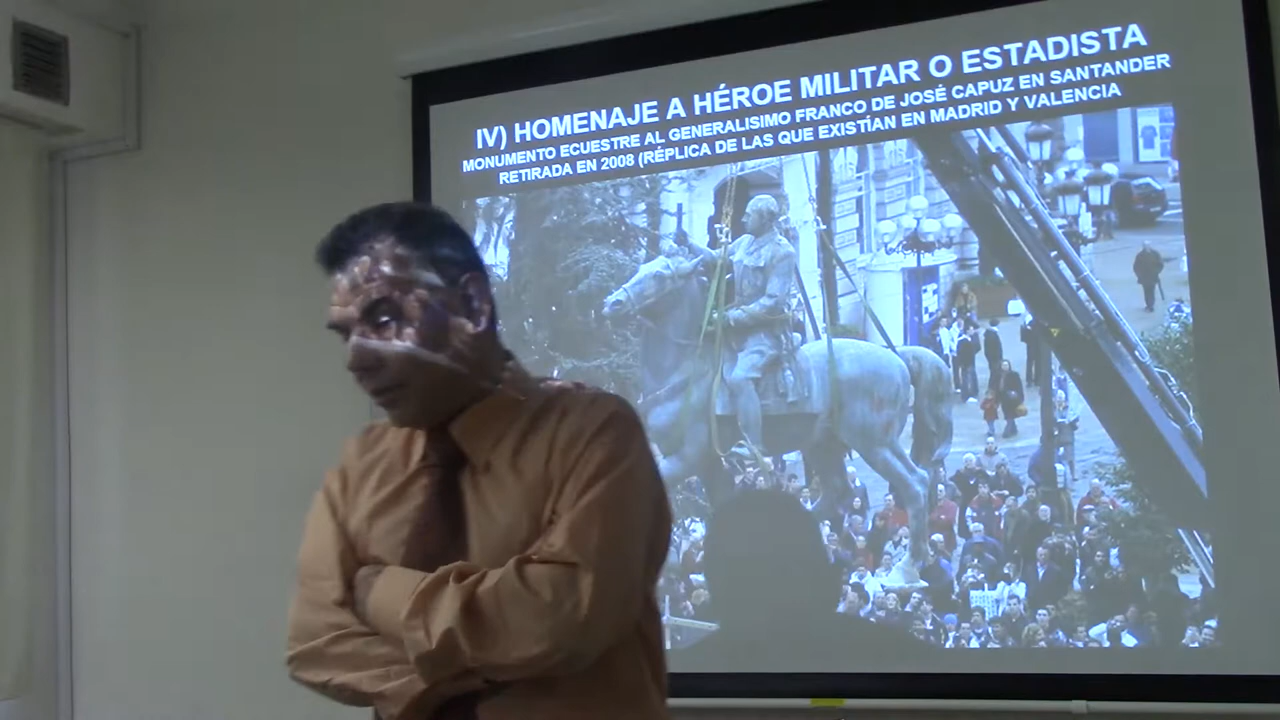 IV) HOMENAJE A HÉROE MILITAR O ESTADISTA
MONUMENTO ECUESTRE AL GENERALISIMO FRANCO DE JOSÉ CAPUZ EN SANTANDER
RETIRADA EN 2008 (RÉPLICA DE LAS QUE EXISTÍAN EN MADRID Y VALENCIA